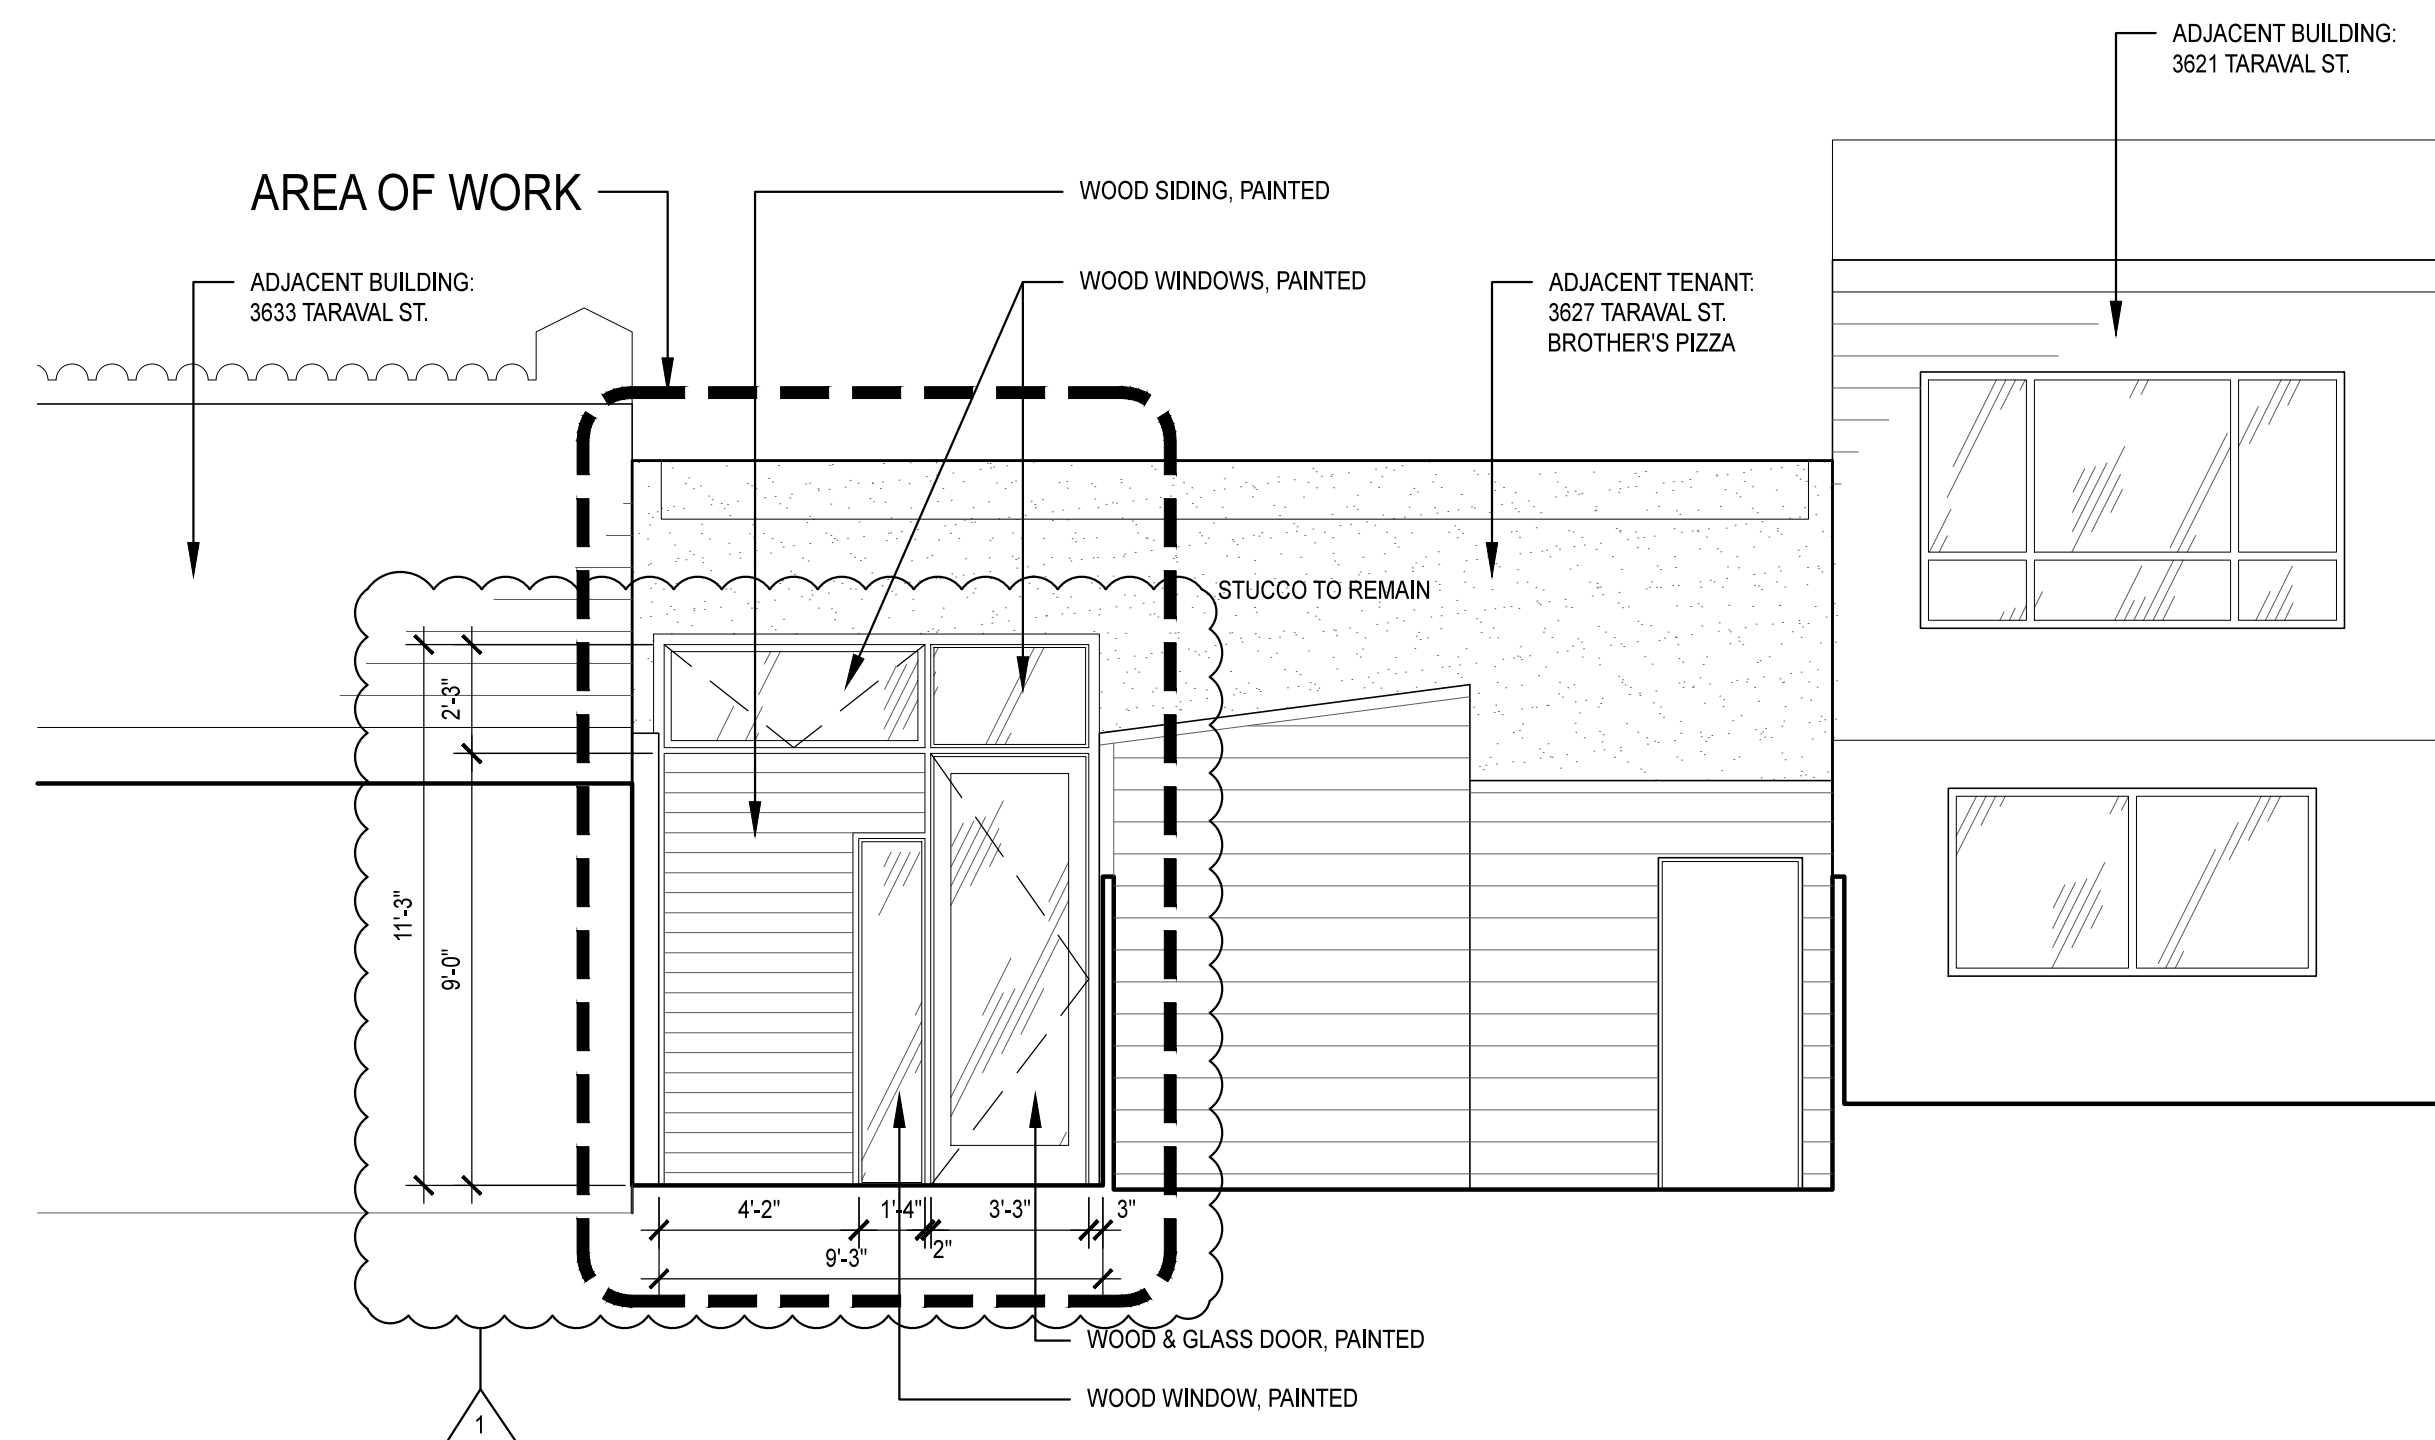 ADJACENT BUILDING:
3621 TARAVAL ST.
AREA OF WORK
WOOD SIDING, PAINTED
ADJACENT BUILDING:
3633 TARAVAL ST.
WOOD WINDOWS, PAINTED
ADJACENT TENANT:
3627 TARAVAL ST.
BROTHER'S PIZZA
STUCCO TO REMAIN
2'-3"
11'-3"
9'-0"
4'-2"
1'-4"
3'-3"
3"
9'-3"
2"
WOOD & GLASS DOOR, PAINTED
WOOD WINDOW, PAINTED
1